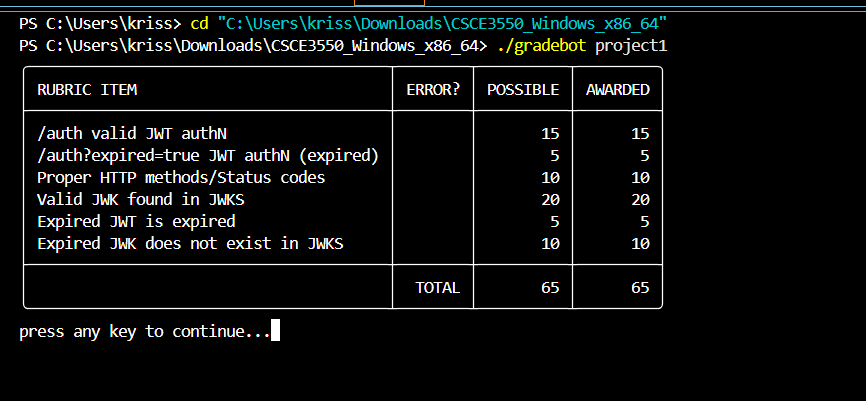 PS C:\Users\kriss> cd "C:\Users\kriss\Downloads\CSCE3550_Windows_x86_64"
PS C:\Users\kriss\Downloads\CSCE3550_Windows_x86_64> ./gradebot project1
RUBRIC ITEM ERROR? POSSIBLE AWARDED
/auth valid JWT authN 15 15
/auth?expired=true JWT authN (expired) 5 5
Proper HTTP methods/Status codes 10 10
Valid JWK found in JWKS 20 20
Expired JWT is expired 5 5
Expired JWK does not exist in JWKS 10 10
TOTAL 65 65
press any key to continue...